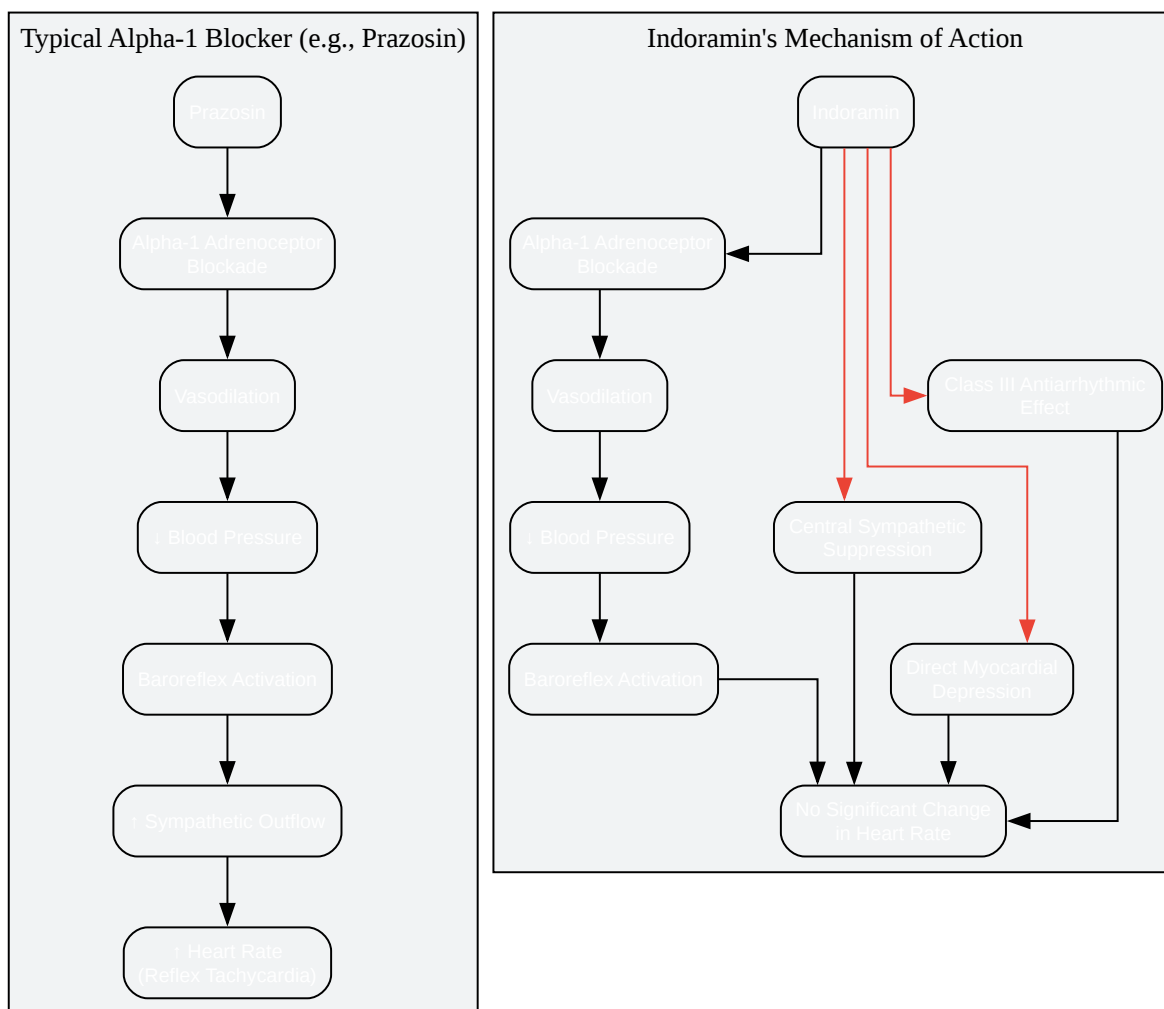 Typical Alpha-1 Blocker (e.g., Prazosin)
Prazosin
Alpha-1 Adrenoceptor
Blockade
Vasodilation
↓ Blood Pressure
Baroreflex Activation
↑ Sympathetic Outflow
↑ Heart Rate
(Reflex Tachycardia)
Indoramin's Mechanism of Action
Indoramin
Alpha-1 Adrenoceptor
Blockade
Vasodilation
Class III Antiarrhythmic
Effect
↓ Blood Pressure
Central Sympathetic
Suppression
Baroreflex Activation
Direct Myocardial
Depression
No Significant Change
in Heart Rate